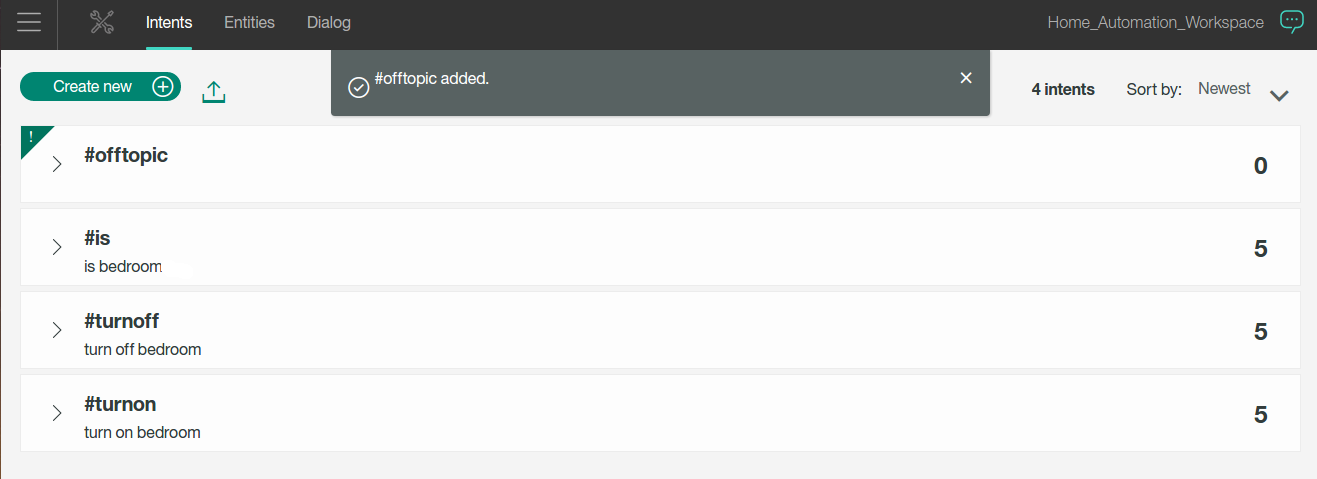 Intents Entities Dialog Home_Automation_Workspace
#offtopic added.
Create new 4 intents Sort by: Newest
!
#offtopic 0
#is 5
is bedroom
#turnoff 5
turn off bedroom
#turnon 5
turn on bedroom